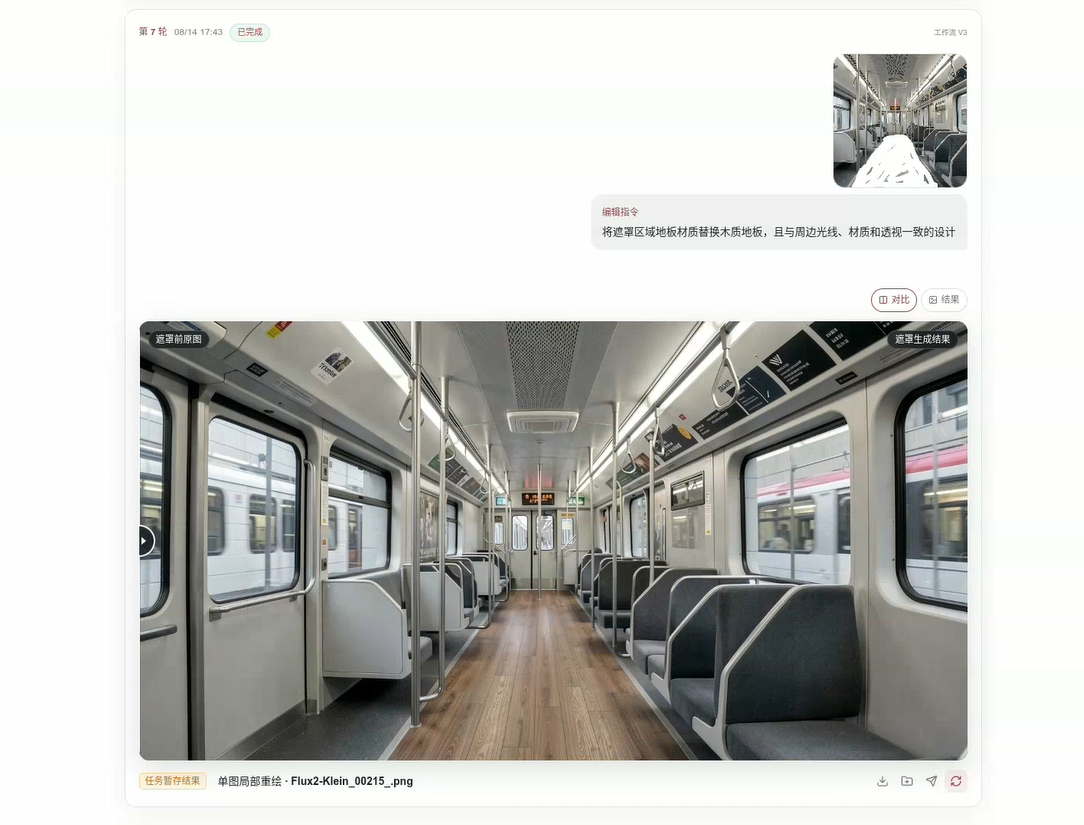 第 7 轮 08/14 17:43 已完成 工作流 V3
编辑指令
将遮罩区域地板材质替换木质地板，且与周边光线、材质和透视一致的设计
对比 结果
遮罩前原图 遮罩生成结果
任务暂存结果 单图局部重绘 · Flux2-Klein_00215_.png